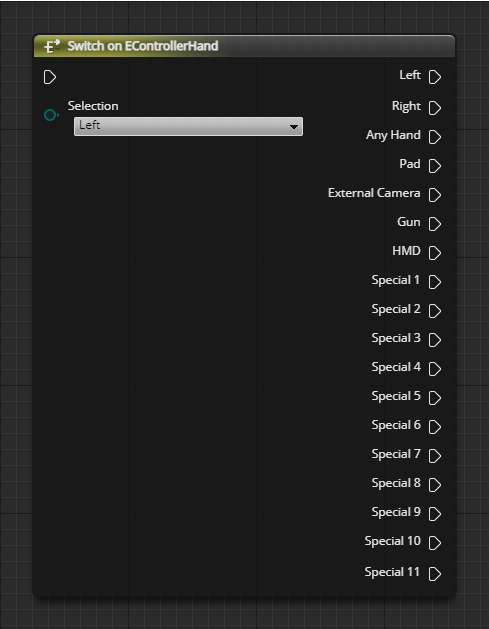 Switch on EControllerHand
Left
Selection
Left
Right
Any Hand
Pad
External Camera
Gun
HMD
Special 1
Special 2
Special 3
Special 4
Special 5
Special 6
Special 7
Special 8
Special 9
Special 10
Special 11